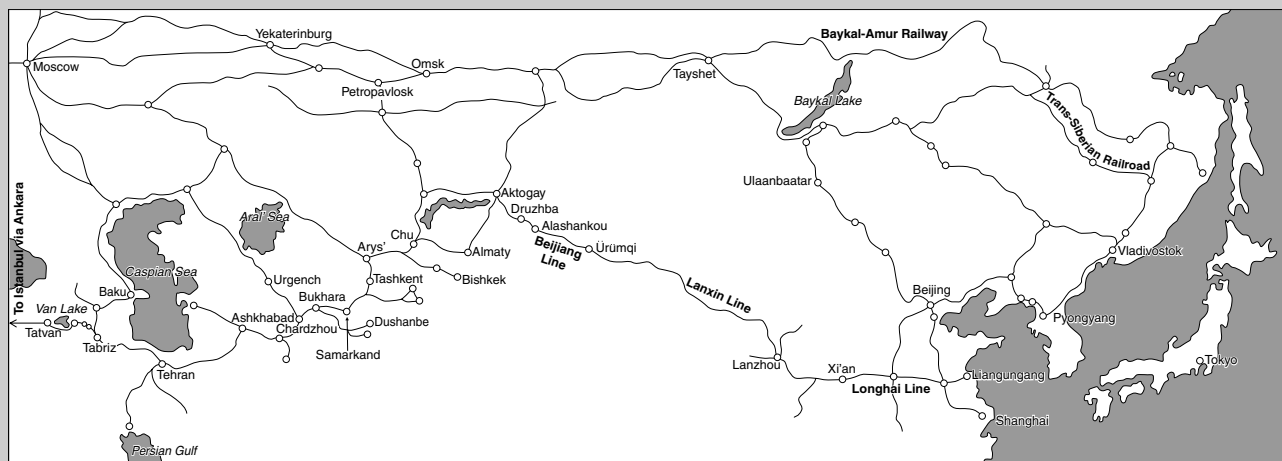 Yekaterinburg
Moscow
Omsk
Petropavlosk
Tayshet
Baykal-Amur Railway
Baykal Lake
Trans-Siberian Railroad
Ulaanbaatar
To Istanbul via Ankara
Aral' Sea
Aktogay
Druzhba
Alashankou
Beijiang
Line
Ürümqi
Chu
Almaty
Arys'
Bishkek
Tashkent
Caspian Sea
Urgench
Baku
Bukhara
Van Lake
Ashkhabad
Chardzhou
Dushanbe
Samarkand
Tatvan
Tabriz
Tehran
Persian Gulf
Lanxin Line
Lanzhou
Xi'an
Longhai Line
Beijing
Vladivostok
Pyongyang
Liangungang
Shanghai
Tokyo